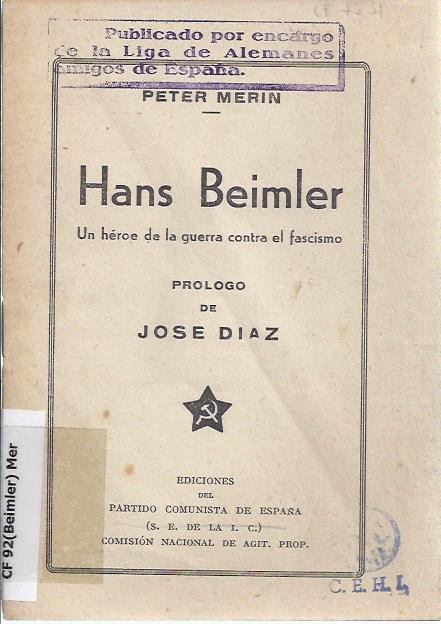 Publicado por encargo
de la Liga de Alemanes
amigos de España.
PETER MERIN
Hans Beimler
Un héroe de la guerra contra el fascismo
PROLOGO
DE
JOSE DIAZ
EDICIONES
DEL
PARTIDO COMUNISTA DE ESPAÑA
(S. E. DE LA I. C.)
COMISIÓN NACIONAL DE AGIT. PROP.
C. E. H. I.
CF 92(Beimler) Mer